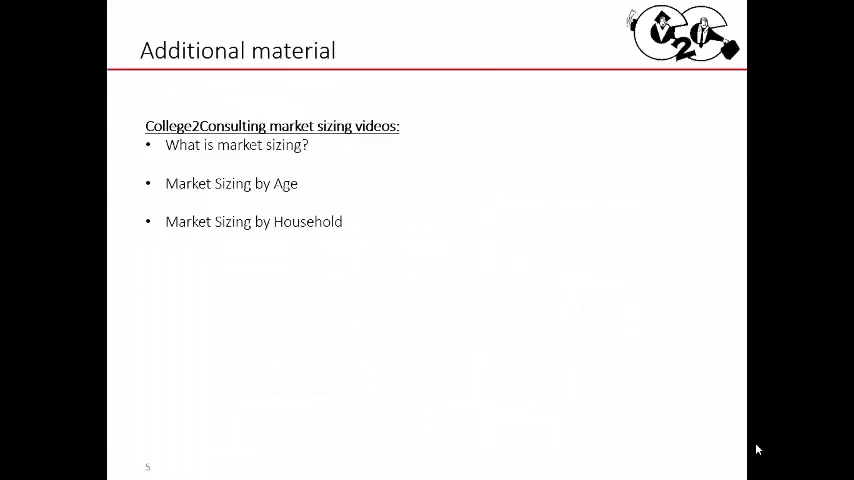 Additional material
C2C
College2Consulting market sizing videos:
• What is market sizing?
• Market Sizing by Age
• Market Sizing by Household
5